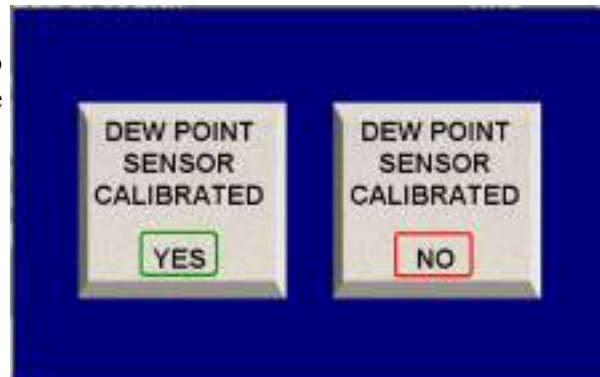 DEW POINT
SENSOR
CALIBRATED
YES
DEW POINT
SENSOR
CALIBRATED
NO